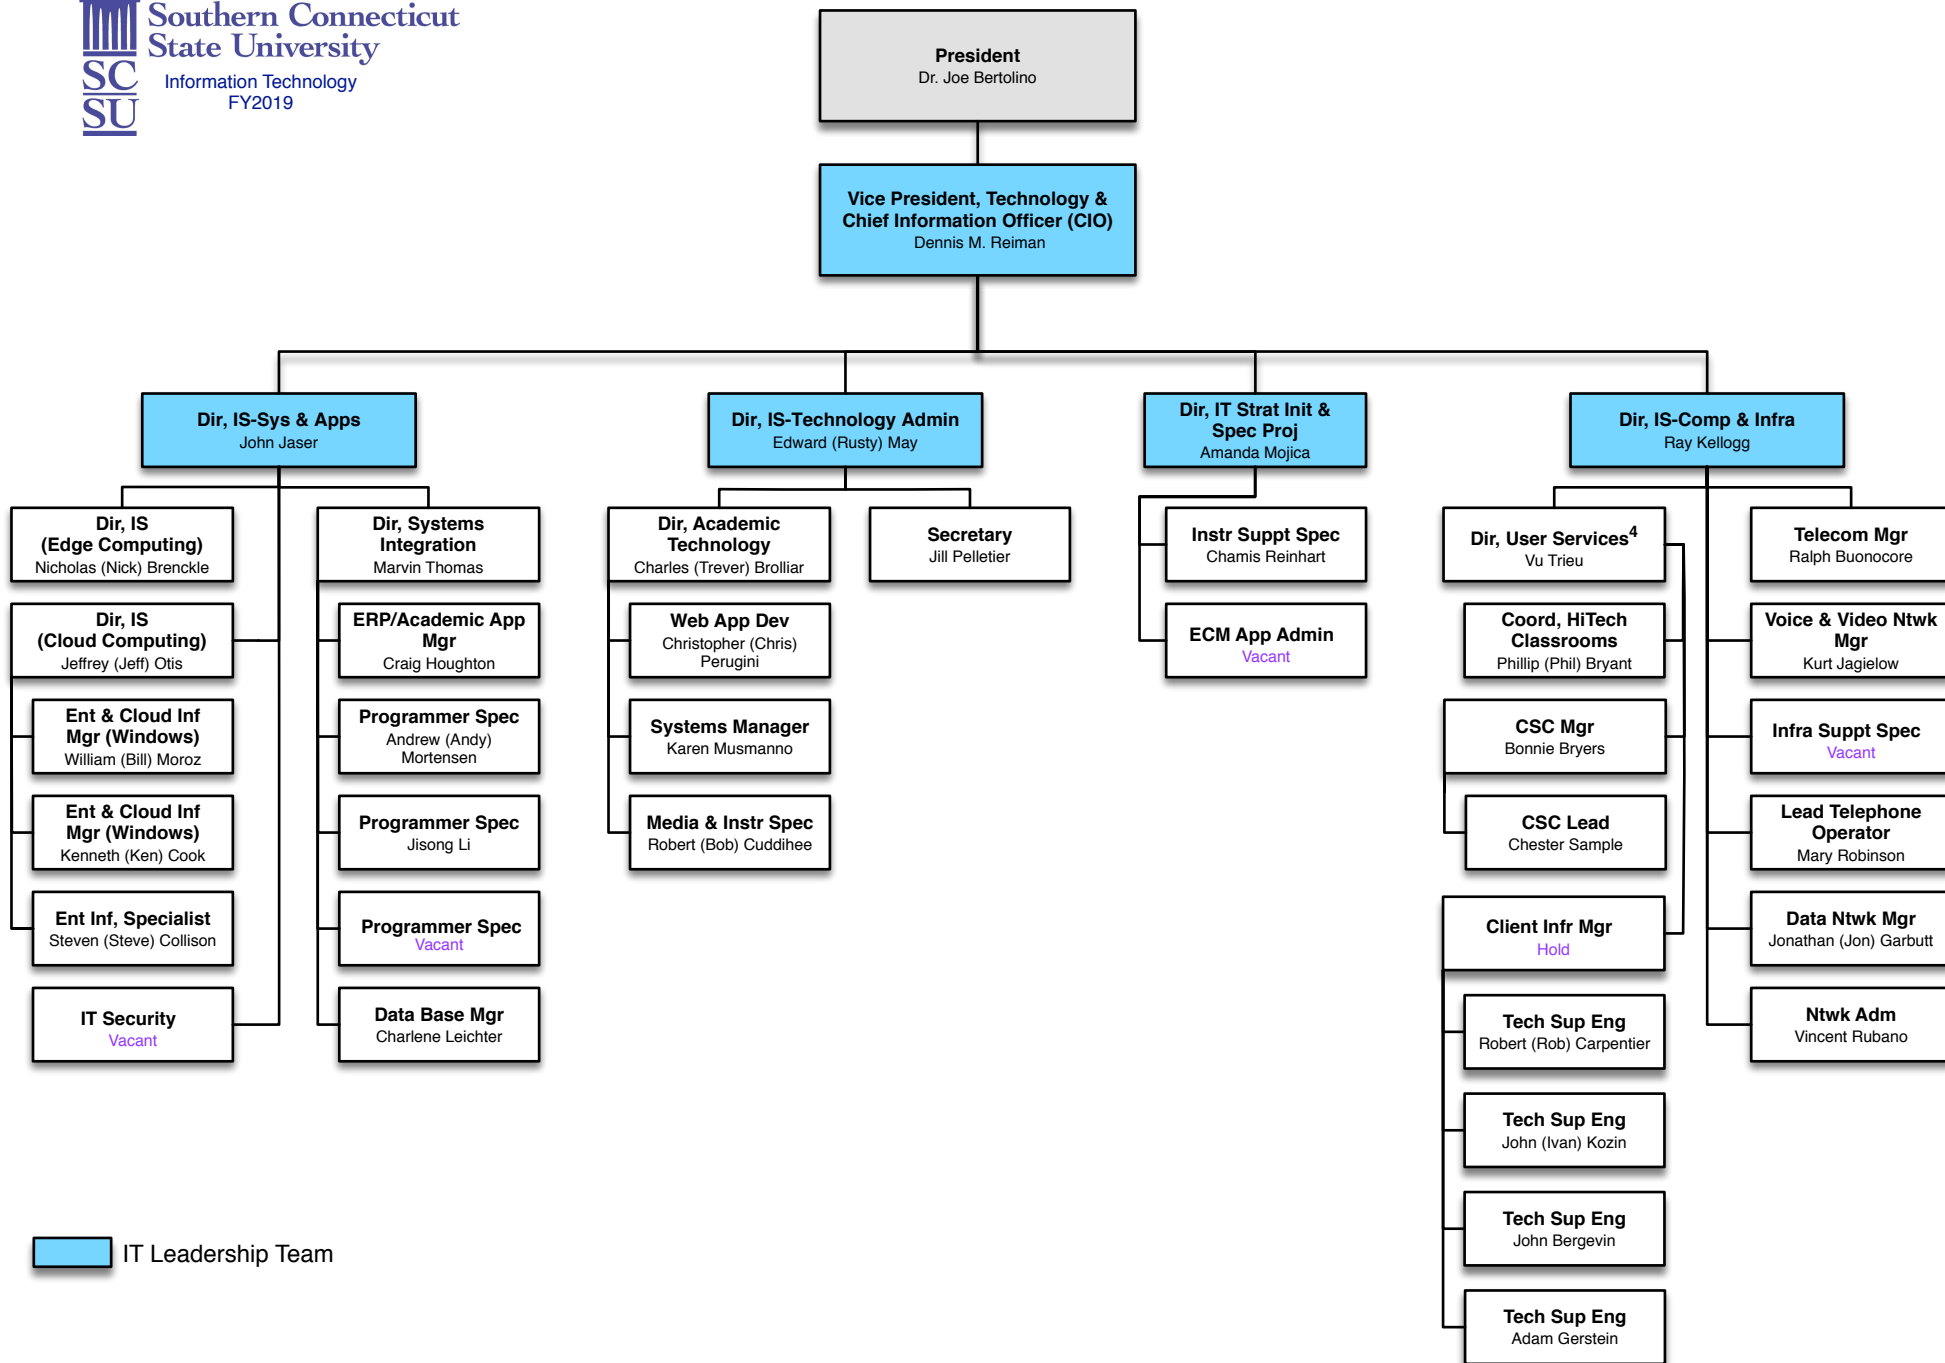 Southern Connecticut
State University
SC
SU
Information Technology
FY2019
President
Dr. Joe Bertolino
Vice President, Technology &
Chief Information Officer (CIO)
Dennis M. Reiman
Dir, IS-Sys & Apps
John Jaser
Dir, IS-Technology Admin
Edward (Rusty) May
Dir, IT Strat Init &
Spec Proj
Amanda Mojica
Dir, IS-Comp & Infra
Ray Kellogg
Dir, IS
(Edge Computing)
Nicholas (Nick) Brenckle
Dir, IS
(Cloud Computing)
Jeffrey (Jeff) Otis
Ent & Cloud Inf
Mgr (Windows)
William (Bill) Moroz
Ent & Cloud Inf
Mgr (Windows)
Kenneth (Ken) Cook
Ent Inf, Specialist
Steven (Steve) Collison
IT Security
Vacant
Dir, Systems
Integration
Marvin Thomas
ERP/Academic App
Mgr
Craig Houghton
Programmer Spec
Andrew (Andy)
Mortensen
Programmer Spec
Jisong Li
Programmer Spec
Vacant
Data Base Mgr
Charlene Leichter
Dir, Academic
Technology
Charles (Trever) Brolliar
Web App Dev
Christopher (Chris)
Perugini
Systems Manager
Karen Musmanno
Media & Instr Spec
Robert (Bob) Cuddihee
Secretary
Jill Pelletier
Instr Suppt Spec
Chamis Reinhart
ECM App Admin
Vacant
Dir, User Services4
Vu Trieu
Coord, HiTech
Classrooms
Phillip (Phil) Bryant
CSC Mgr
Bonnie Bryers
CSC Lead
Chester Sample
Client Infr Mgr
Hold
Tech Sup Eng
Robert (Rob) Carpentier
Tech Sup Eng
John (Ivan) Kozin
Tech Sup Eng
John Bergevin
Tech Sup Eng
Adam Gerstein
Telecom Mgr
Ralph Buonocore
Voice & Video Ntwk
Mgr
Kurt Jagielow
Infra Suppt Spec
Vacant
Lead Telephone
Operator
Mary Robinson
Data Ntwk Mgr
Jonathan (Jon) Garbutt
Ntwk Adm
Vincent Rubano
IT Leadership Team